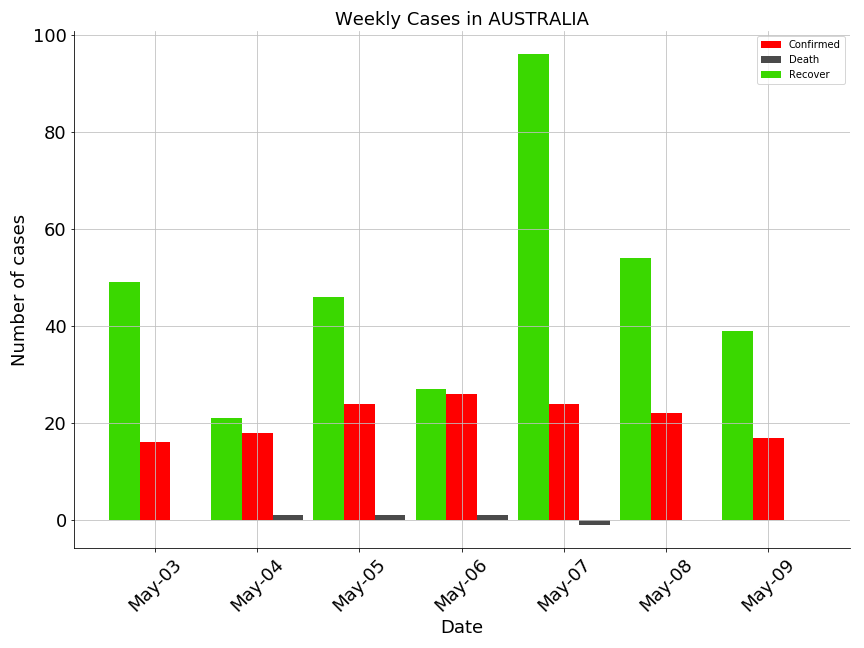 Weekly Cases in AUSTRALIA
Confirmed
Death
Recover
Number of cases
100
80
60
40
20
0
May-03
May-04
May-05
May-06
May-07
May-08
May-09
Date